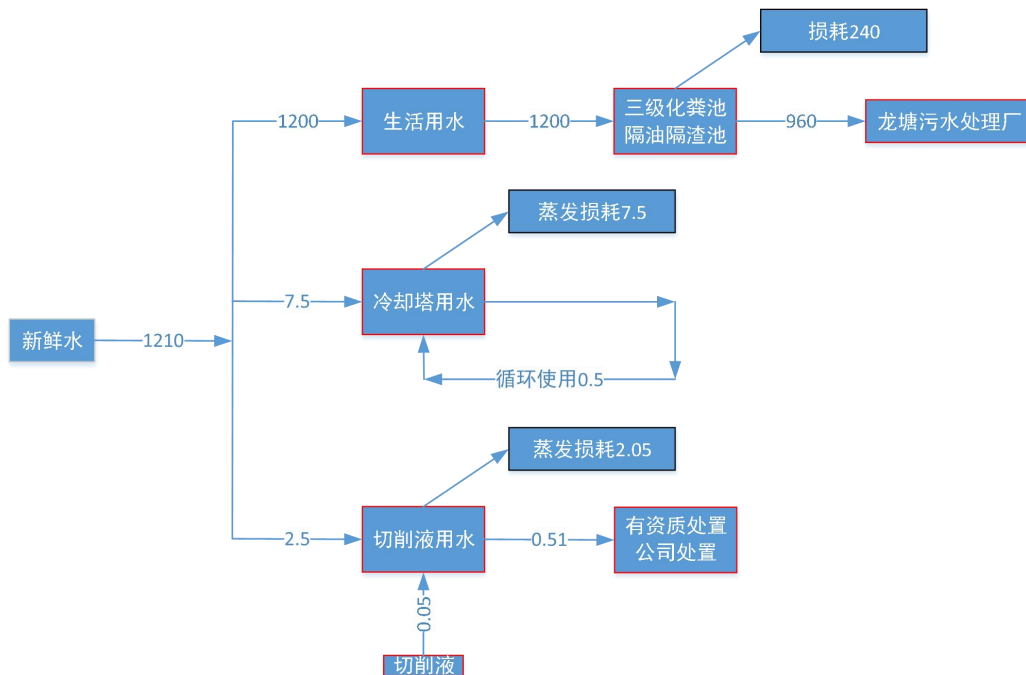 损耗240
1200
生活用水
1200
三级化粪池
隔油隔渣池
960
龙塘污水处理厂
蒸发损耗7.5
7.5
冷却塔用水
新鲜水
1210
循环使用0.5
蒸发损耗2.05
2.5
切削液用水
0.51
有资质处置
公司处置
0.05
切削液